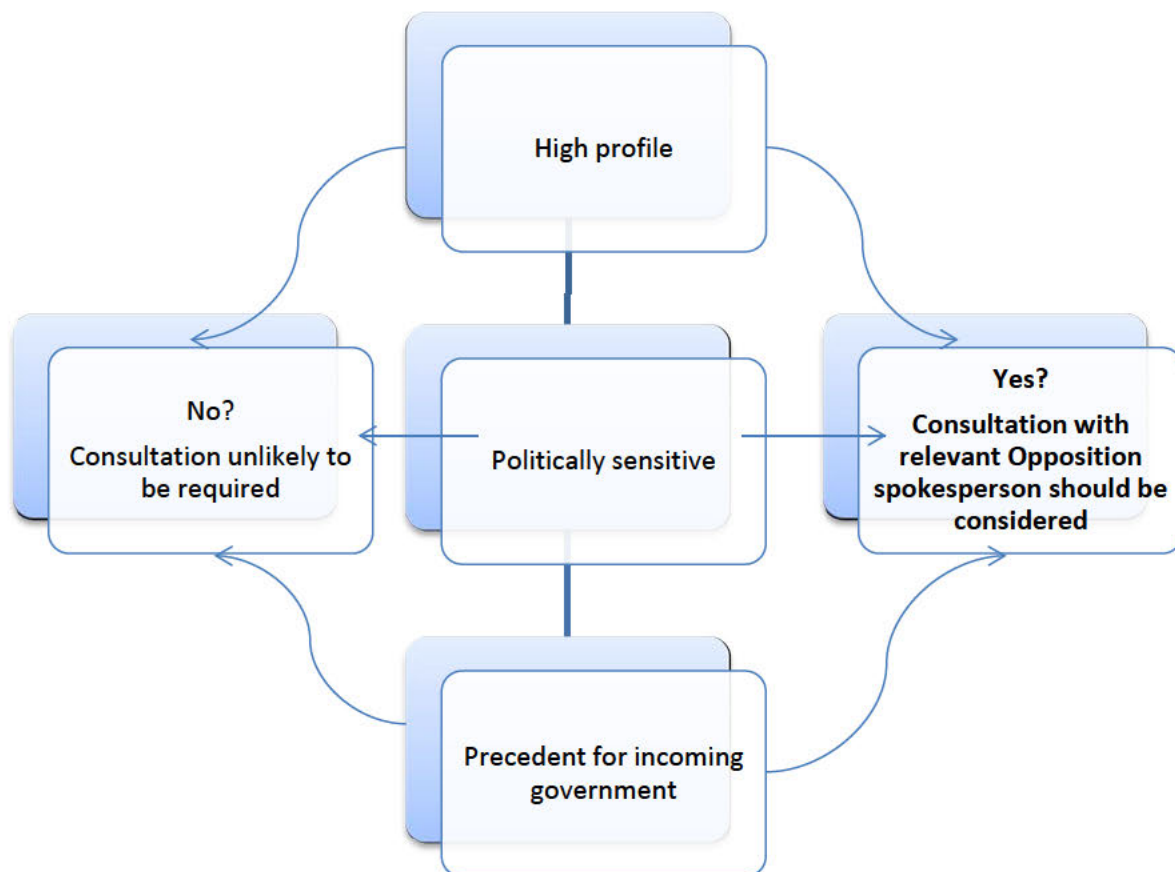 High profile
No?
Consultation unlikely to
be required
Politically sensitive
Yes?
Consultation with
relevant Opposition
spokesperson should be
considered
Precedent for incoming
government